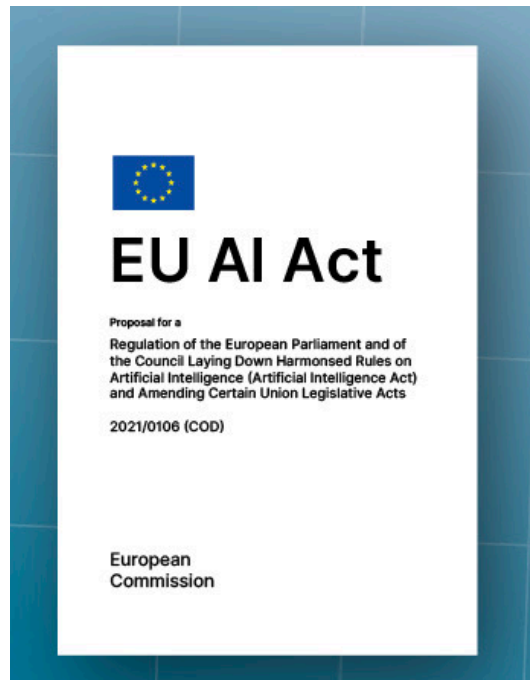 EU AI Act
Proposal for a
Regulation of the European Parliament and of
the Council Laying Down Harmonsed Rules on
Artificial Intelligence (Artificial Intelligence Act)
and Amending Certain Union Legislative Acts
2021/0106 (COD)
European
Commission